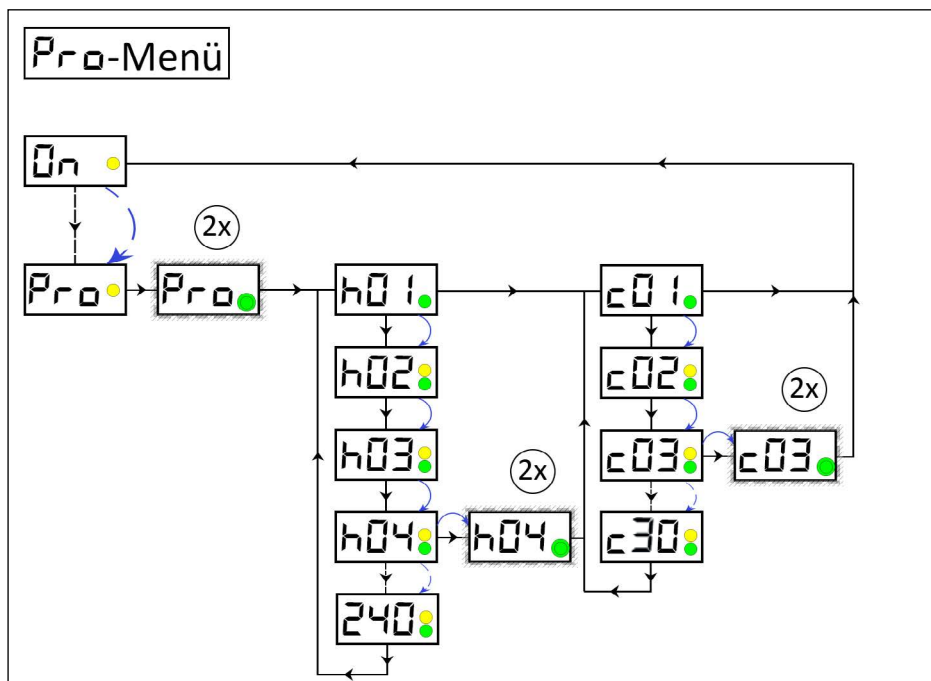 Pro-Menü
On
2x
Pro
Pro
h01
c01
h02
c02
2x
h03
c03
c03
2x
h04
h04
c30
240